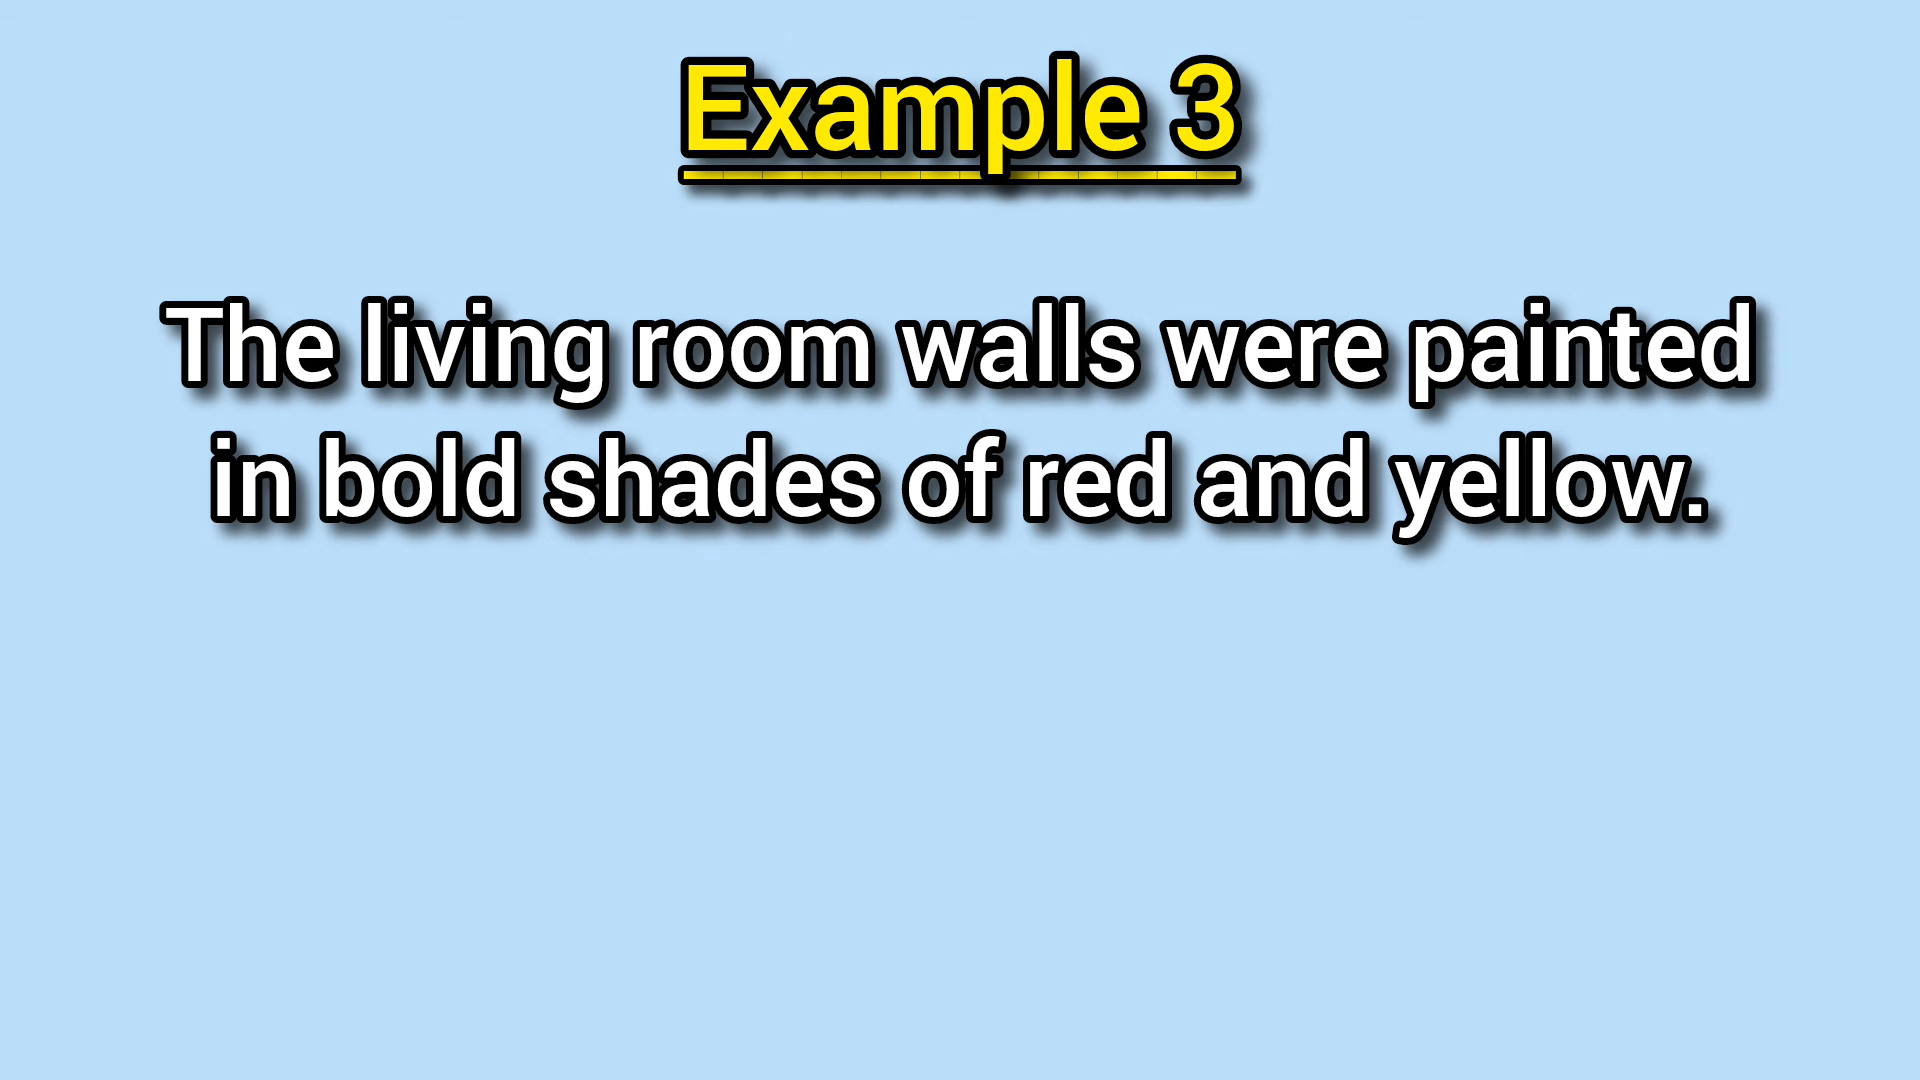 Example 3
The living room walls were painted
in bold shades of red and yellow.